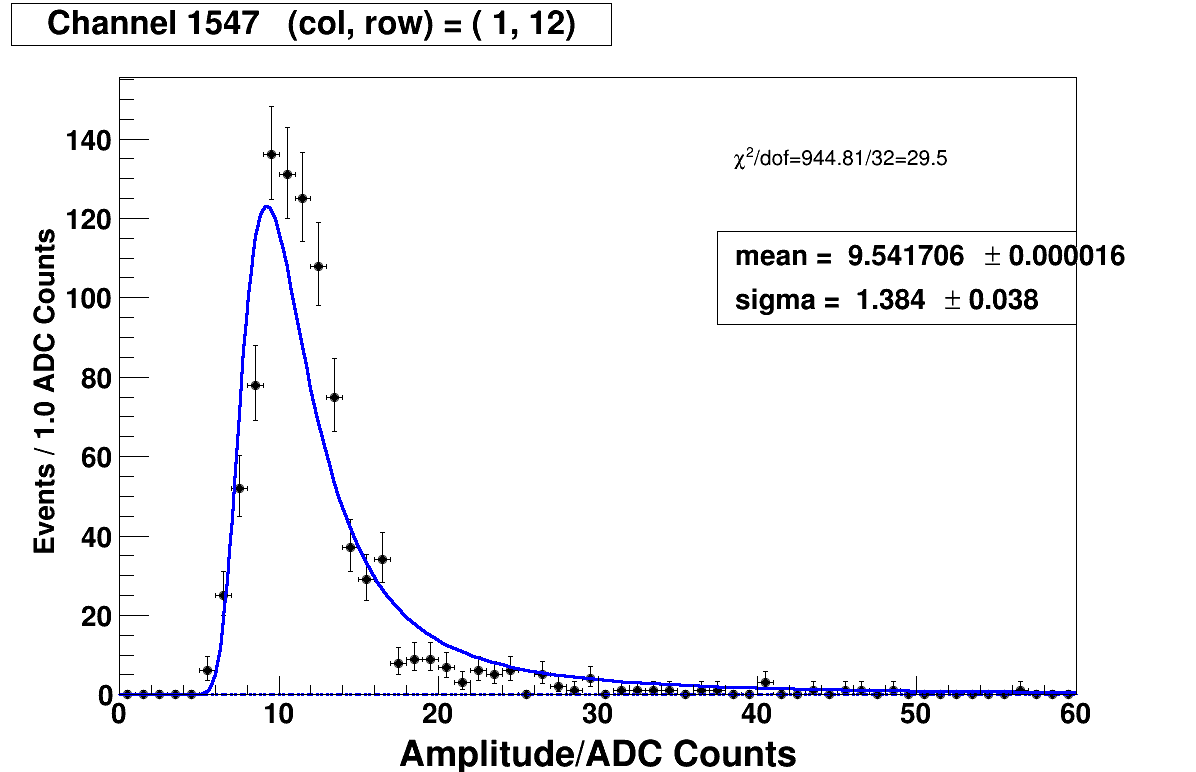 Channel 1547 (col, row) = ( 1, 12)
χ²/dof=944.81/32=29.5
mean = 9.541706 ± 0.000016
sigma = 1.384 ± 0.038
Events / 1.0 ADC Counts
140
120
100
80
60
40
20
0
0 10 20 30 40 50 60
Amplitude/ADC Counts